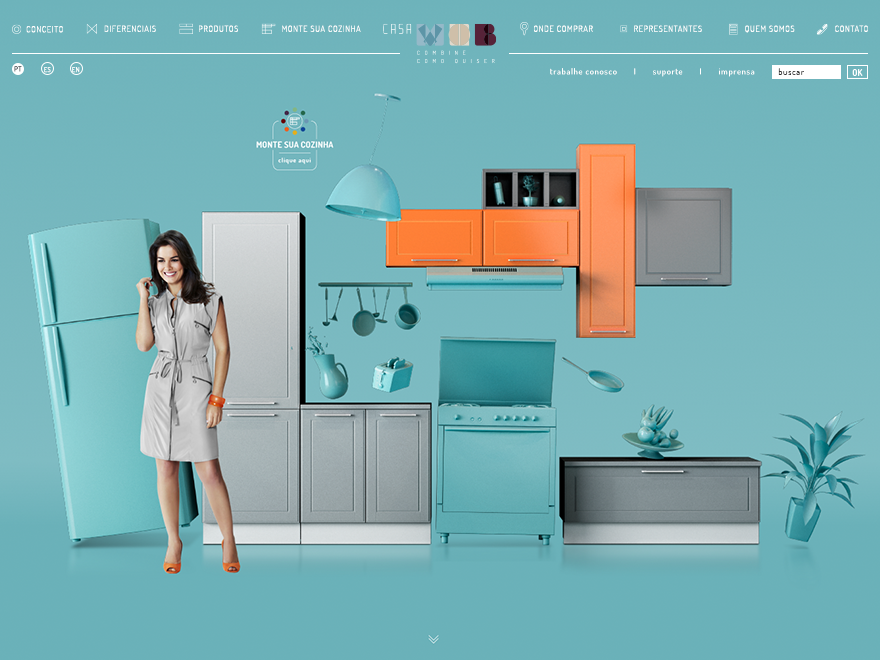 CONCEITO
DIFERENCIAIS
PRODUTOS
MONTE SUA COZINHA
CASA
WOOB
COMBINE
COMO QUISER
ONDE COMPRAR
REPRESENTANTES
QUEM SOMOS
CONTATO
PT
ES
EN
trabalhe conosco
suporte
imprensa
buscar
OK
MONTE SUA COZINHA
clique aqui